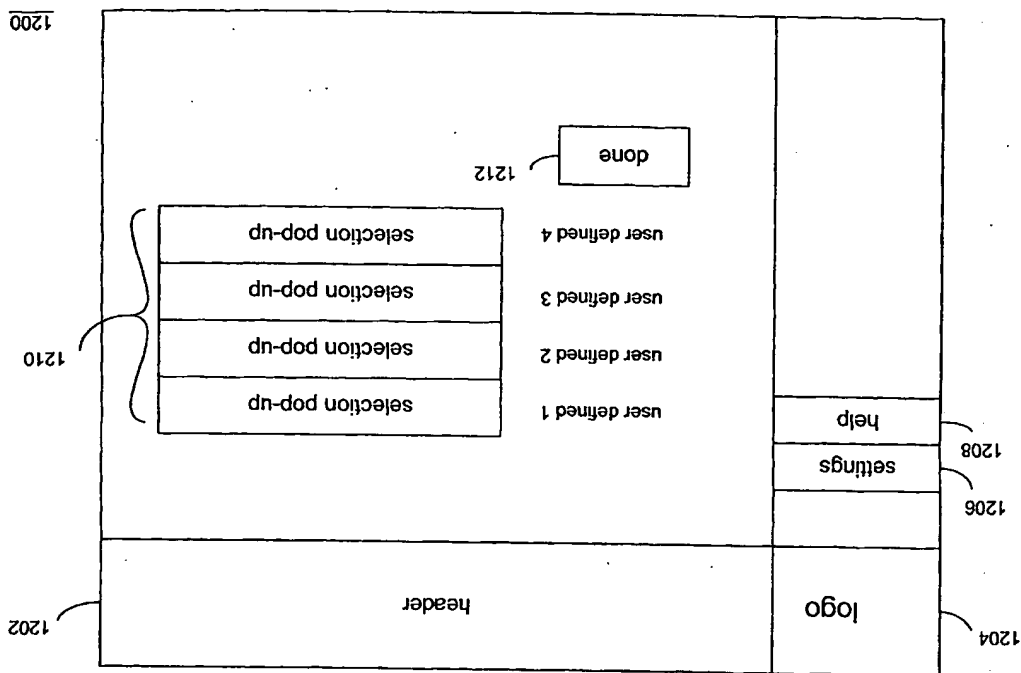 1204
logo
header
1202
1206
settings
1208
help
user defined 1
selection pop-up
user defined 2
selection pop-up
1210
user defined 3
selection pop-up
user defined 4
selection pop-up
done
1212
1200